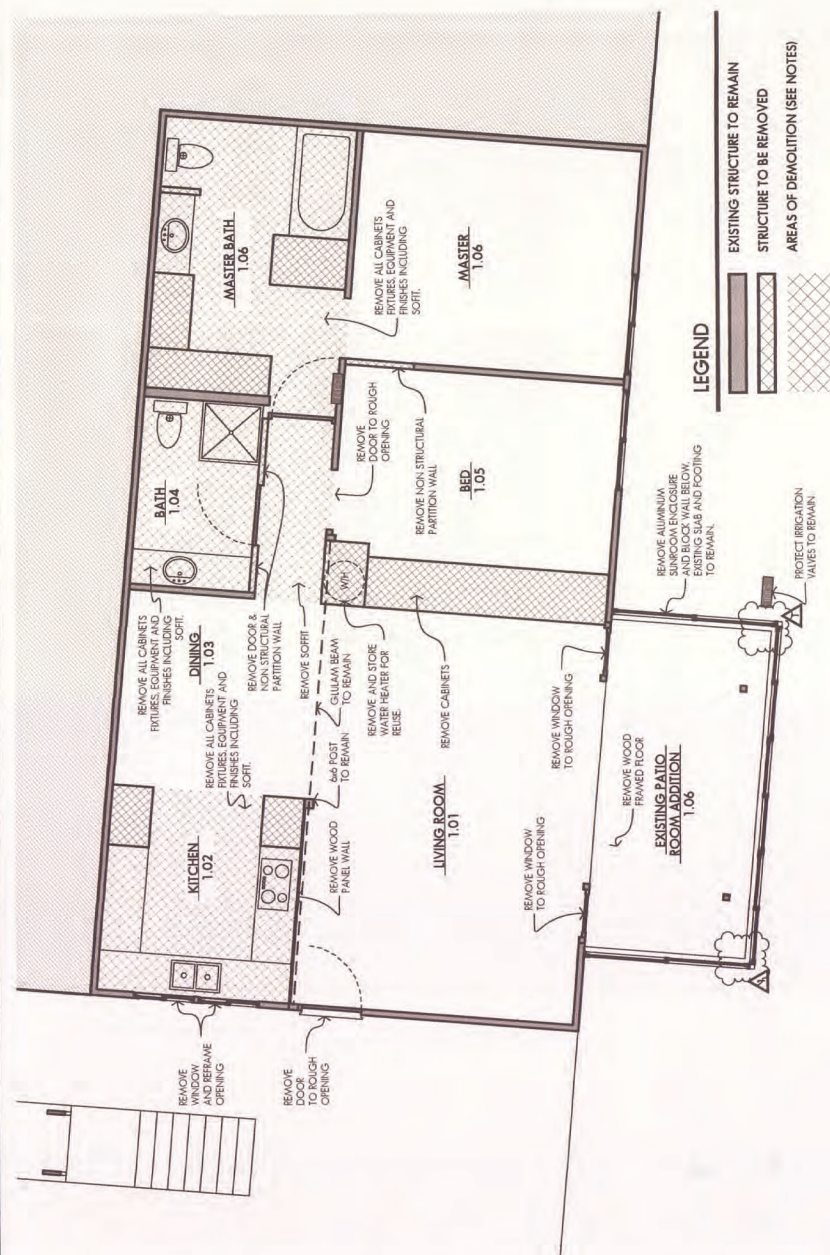 MASTER BATH
1.06
REMOVE ALL CABINETS
FIXTURES, EQUIPMENT AND
FINISHES INCLUDING
SOFIT.
MASTER
1.06
BATH
1.04
REMOVE
DOOR TO ROUGH
OPENING
BED
1.05
REMOVE NON STRUCTURAL
PARTITION WALL
REMOVE ALL CABINETS
FIXTURES, EQUIPMENT AND
FINISHES INCLUDING
SOFIT.
DINING
1.03
REMOVE DOOR &
NON STRUCTURAL
PARTITION WALL
REMOVE SOFFIT
W/H
GLULAM BEAM
TO REMAIN
REMOVE AND STORE
WATER HEATER FOR
REUSE.
REMOVE CABINETS
REMOVE ALL CABINETS
FIXTURES, EQUIPMENT AND
FINISHES INCLUDING
SOFIT.
6x6 POST
TO REMAIN
KITCHEN
1.02
REMOVE WOOD
PANEL WALL
LIVING ROOM
1.01
REMOVE WINDOW
TO ROUGH OPENING
REMOVE WINDOW
TO ROUGH OPENING
REMOVE WOOD
FRAMED FLOOR
EXISTING PATIO
ROOM ADDITION
1.06
REMOVE ALUMINUM
SUNROOM ENCLOSURE
AND BLOCK WALL BELOW,
EXISTING SLAB AND FOOTING
TO REMAIN.
PROTECT IRRIGATION
VALVES TO REMAIN.
REMOVE
WINDOW
AND REFRAME
OPENING
REMOVE
DOOR
TO ROUGH
OPENING
LEGEND
EXISTING STRUCTURE TO REMAIN
STRUCTURE TO BE REMOVED
AREAS OF DEMOLITION (SEE NOTES)